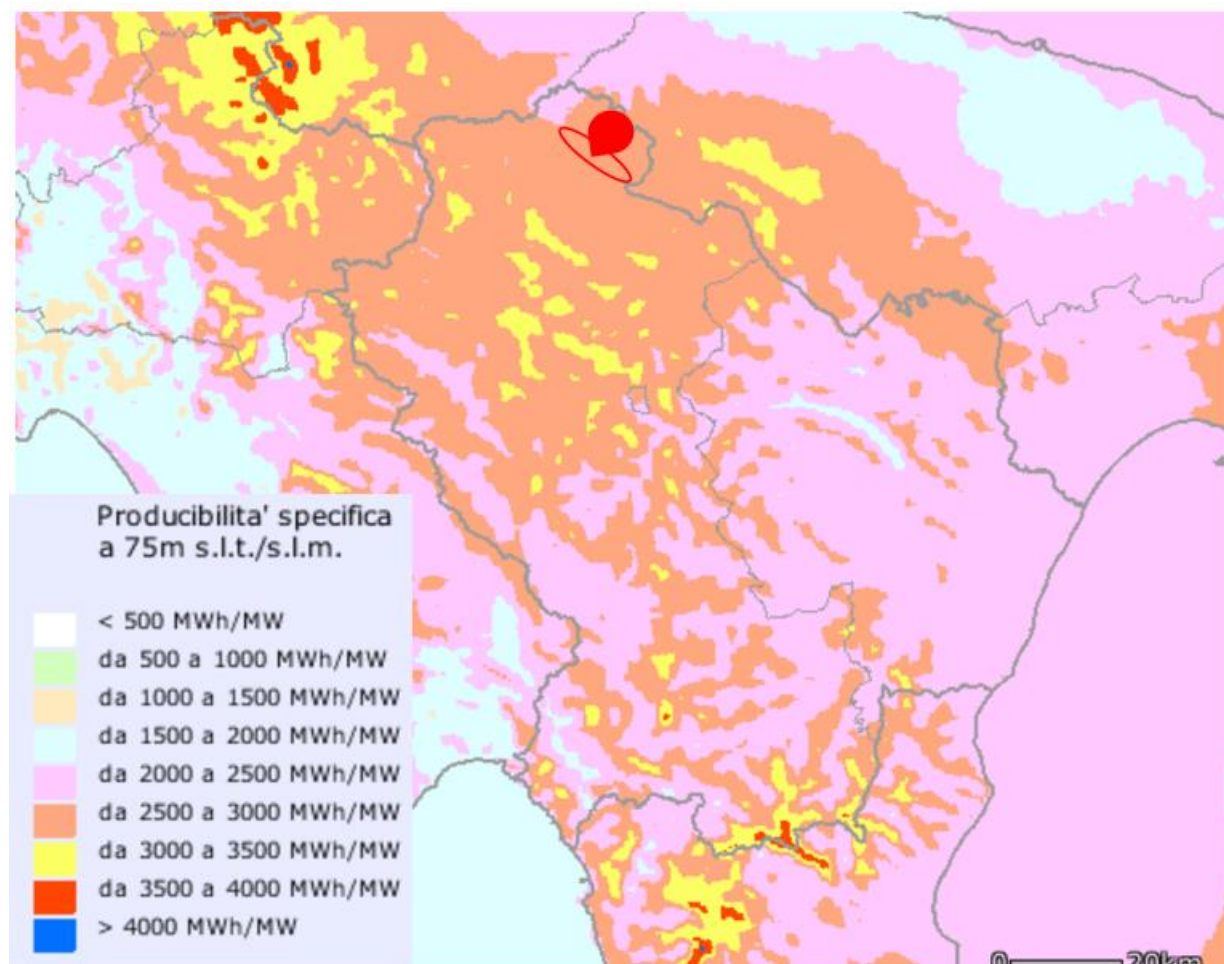 Producibilita' specifica
a 75m s.l.t./s.l.m.
< 500 MWh/MW
da 500 a 1000 MWh/MW
da 1000 a 1500 MWh/MW
da 1500 a 2000 MWh/MW
da 2000 a 2500 MWh/MW
da 2500 a 3000 MWh/MW
da 3000 a 3500 MWh/MW
da 3500 a 4000 MWh/MW
> 4000 MWh/MW
0 20km